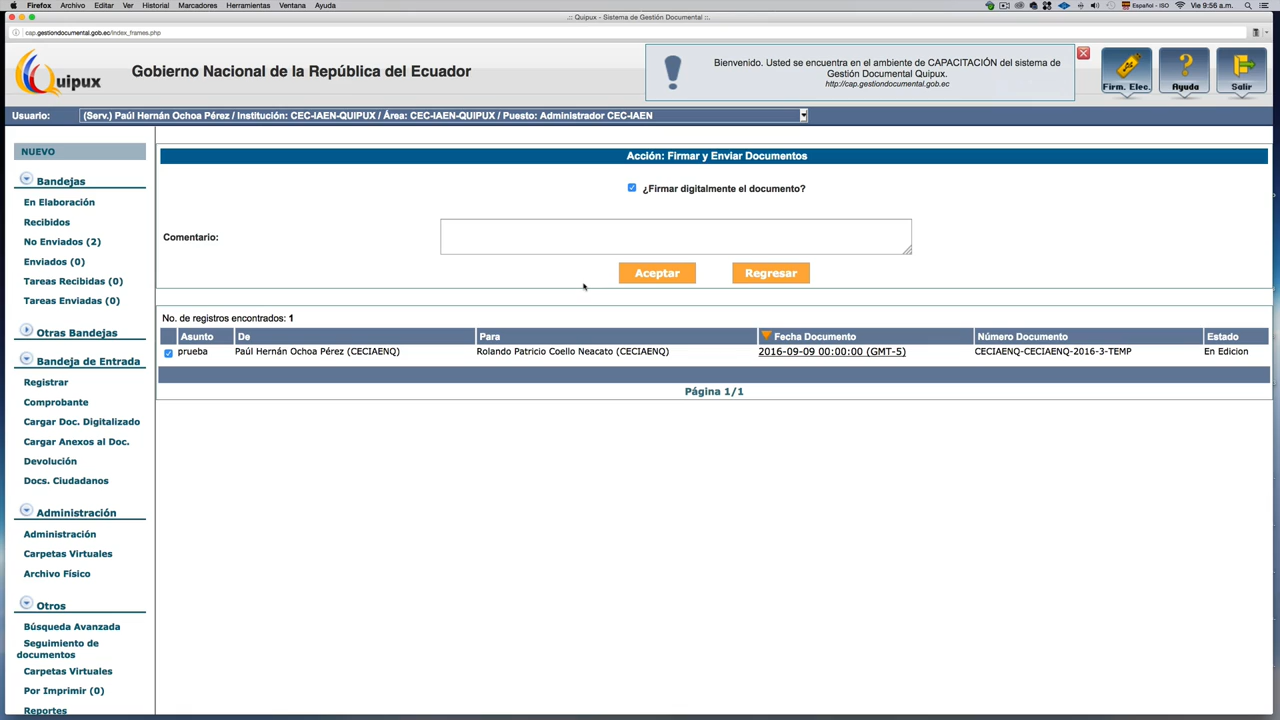 Firefox Archivo Editar Ver Historial Marcadores Herramientas Ventana Ayuda Español - ISO Vie 9:56 a.m.
.:: Quipux - Sistema de Gestión Documental ::.
cap.gestiondocumental.gob.ec/index_frames.php
Quipux
Gobierno Nacional de la República del Ecuador
Bienvenido. Usted se encuentra en el ambiente de CAPACITACIÓN del sistema de
Gestión Documental Quipux.
http://cap.gestiondocumental.gob.ec
Firm. Elec. Ayuda Salir
Usuario: (Serv.) Paúl Hernán Ochoa Pérez / Institución: CEC-IAEN-QUIPUX / Área: CEC-IAEN-QUIPUX / Puesto: Administrador CEC-IAEN
NUEVO
Bandejas
En Elaboración
Recibidos
No Enviados (2)
Enviados (0)
Tareas Recibidas (0)
Tareas Enviadas (0)
Otras Bandejas
Bandeja de Entrada
Registrar
Comprobante
Cargar Doc. Digitalizado
Cargar Anexos al Doc.
Devolución
Docs. Ciudadanos
Administración
Administración
Carpetas Virtuales
Archivo Físico
Otros
Búsqueda Avanzada
Seguimiento de
documentos
Carpetas Virtuales
Por Imprimir (0)
Reportes
Acción: Firmar y Enviar Documentos
¿Firmar digitalmente el documento?
Comentario:
Aceptar Regresar
No. de registros encontrados: 1
Asunto De Para Fecha Documento Número Documento Estado
prueba Paúl Hernán Ochoa Pérez (CECIAENQ) Rolando Patricio Coello Neacato (CECIAENQ) 2016-09-09 00:00:00 (GMT-5) CECIAENQ-CECIAENQ-2016-3-TEMP En Edicion
Página 1/1